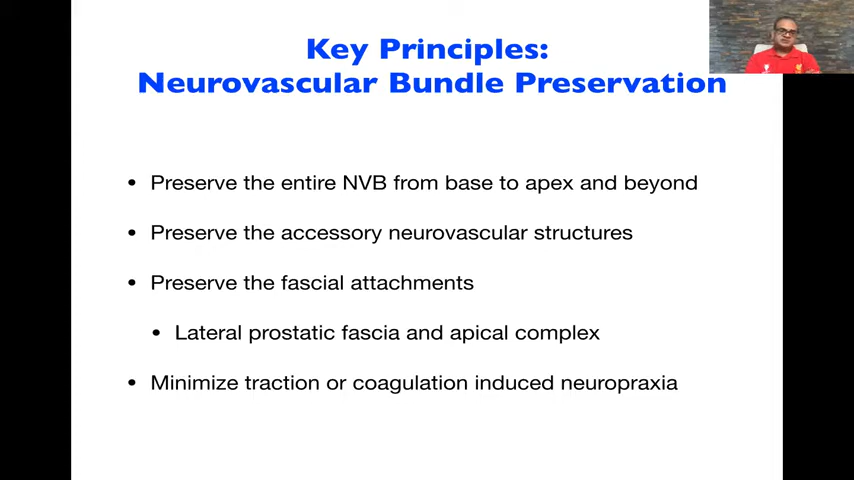 Key Principles:
Neurovascular Bundle Preservation
• Preserve the entire NVB from base to apex and beyond
• Preserve the accessory neurovascular structures
• Preserve the fascial attachments
• Lateral prostatic fascia and apical complex
• Minimize traction or coagulation induced neuropraxia